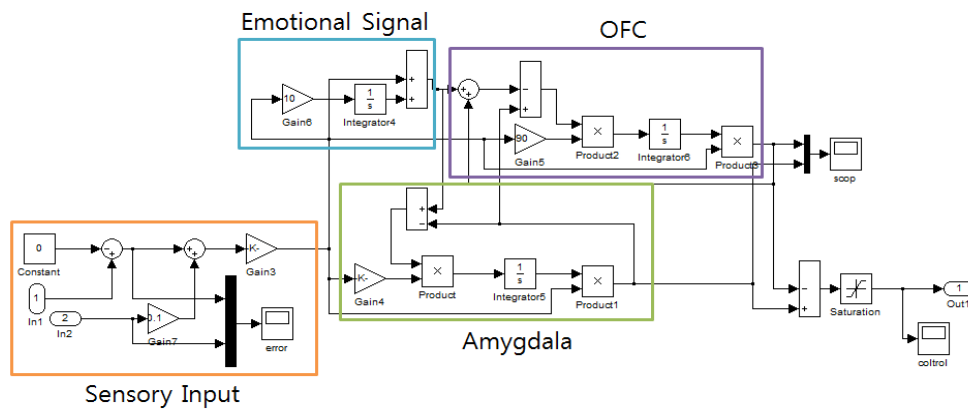 Emotional Signal
OFC
10
Gain6
1
s
Integrator4
+
+
+
+
−
+
90
Gain5
×
Product2
1
s
Integrator6
×
Product3
scop
+
−
-K-
Gain4
×
Product
1
s
Integrator5
×
Product1
0
Constant
−
+
+
+
-K-
Gain3
1
In1
2
In2
0.1
Gain7
error
−
+
Saturation
1
Out1
coltrol
Amygdala
Sensory Input